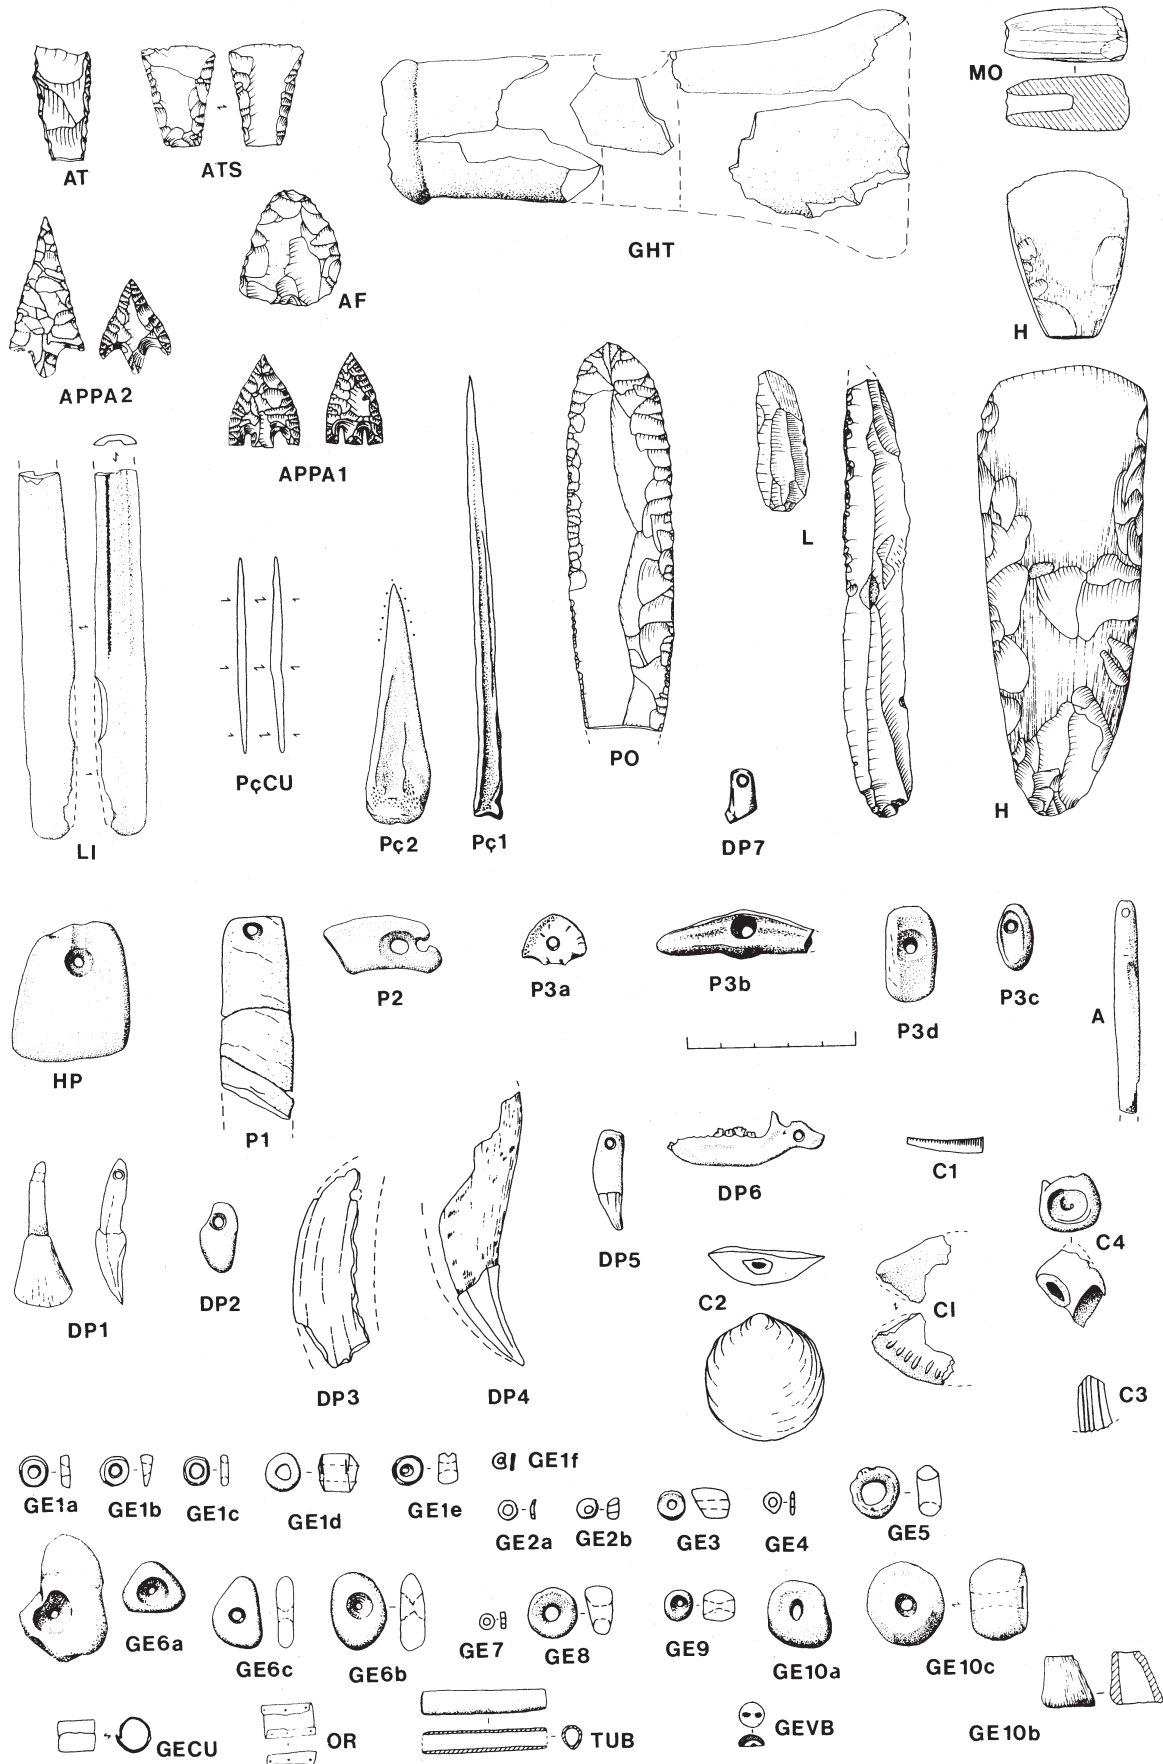 MO
AT
ATS
GHT
AF
H
APPA2
APPA1
L
PO
PçCU
Pç2
Pç1
DP7
H
LI
HP
P1
P2
P3a
P3b
P3d
P3c
A
DP1
DP2
DP3
DP4
DP5
DP6
C1
C2
CI
C4
C3
GE1a
GE1b
GE1c
GE1d
GE1e
GE1f
GE2a
GE2b
GE3
GE4
GE5
GE6a
GE6c
GE6b
GE7
GE8
GE9
GE10a
GE10c
GE10b
GECU
OR
TUB
GEVB